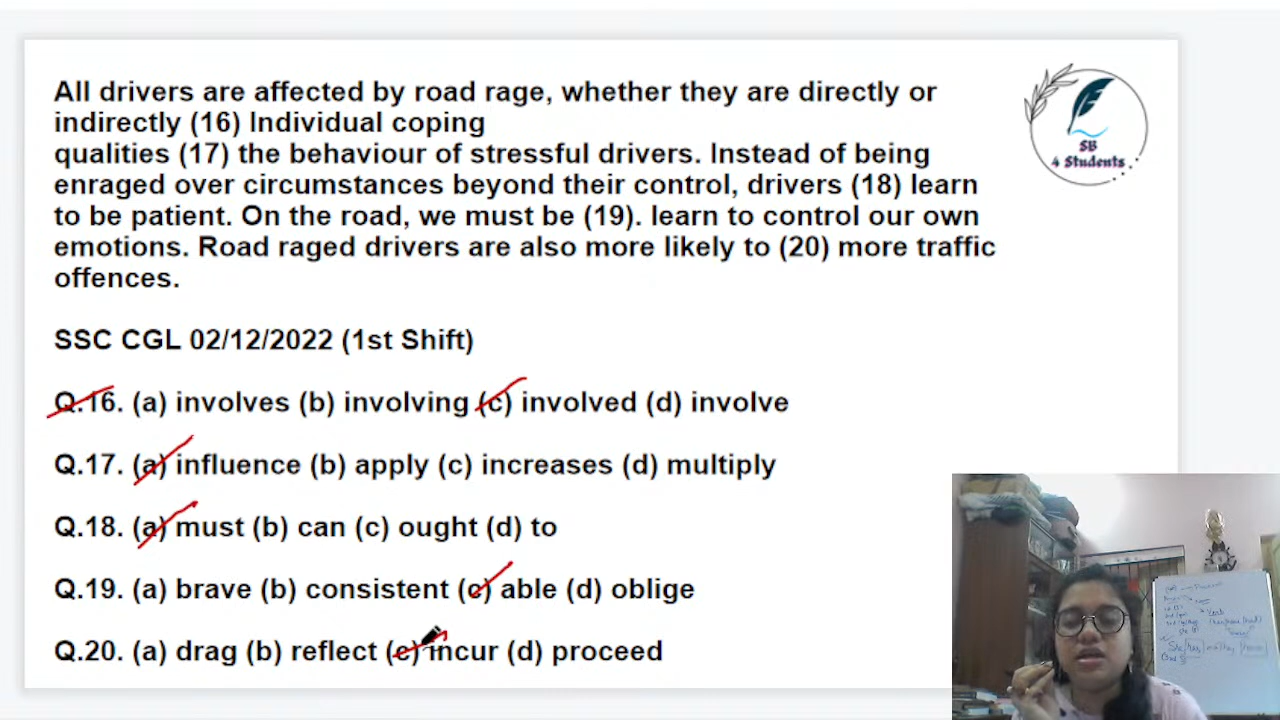 All drivers are affected by road rage, whether they are directly or
indirectly (16) Individual coping
qualities (17) the behaviour of stressful drivers. Instead of being
enraged over circumstances beyond their control, drivers (18) learn
to be patient. On the road, we must be (19). learn to control our own
emotions. Road raged drivers are also more likely to (20) more traffic
offences.
SB
4 Students
SSC CGL 02/12/2022 (1st Shift)
Q.16. (a) involves (b) involving (c) involved (d) involve
Q.17. (a) influence (b) apply (c) increases (d) multiply
Q.18. (a) must (b) can (c) ought (d) to
Q.19. (a) brave (b) consistent (c) able (d) oblige
Q.20. (a) drag (b) reflect (c) incur (d) proceed